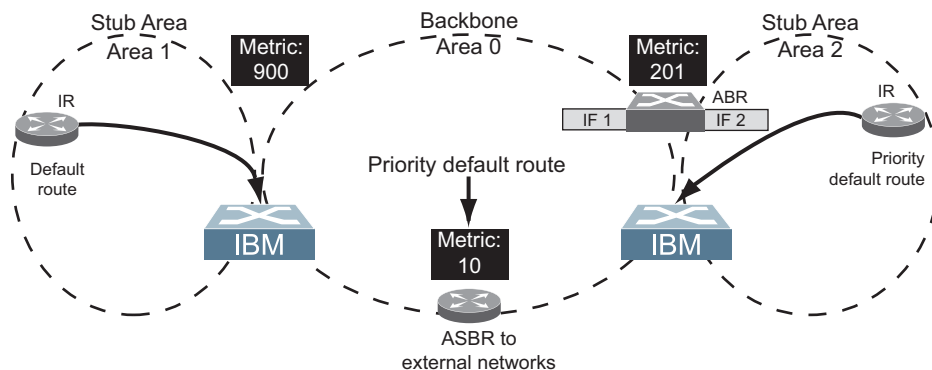 Stub Area
Area 1
Metric:
900
Backbone
Area 0
Metric:
201
Stub Area
Area 2
IR
ABR
IR
IF 1
IF 2
Default
route
Priority default route
Priority
default route
IBM
Metric:
10
IBM
ASBR to
external networks